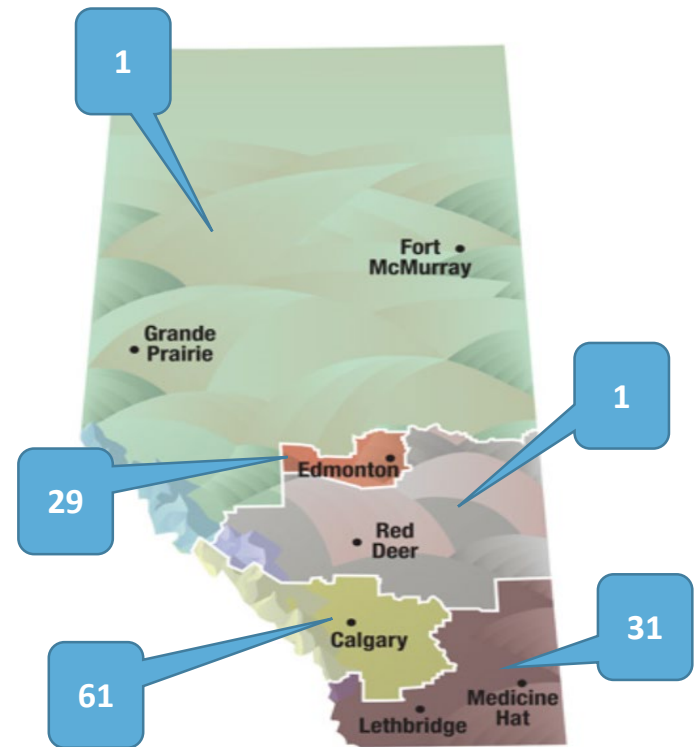 1
Fort
McMurray
Grande
Prairie
1
Edmonton
29
Red
Deer
Calgary
31
61
Medicine
Hat
Lethbridge